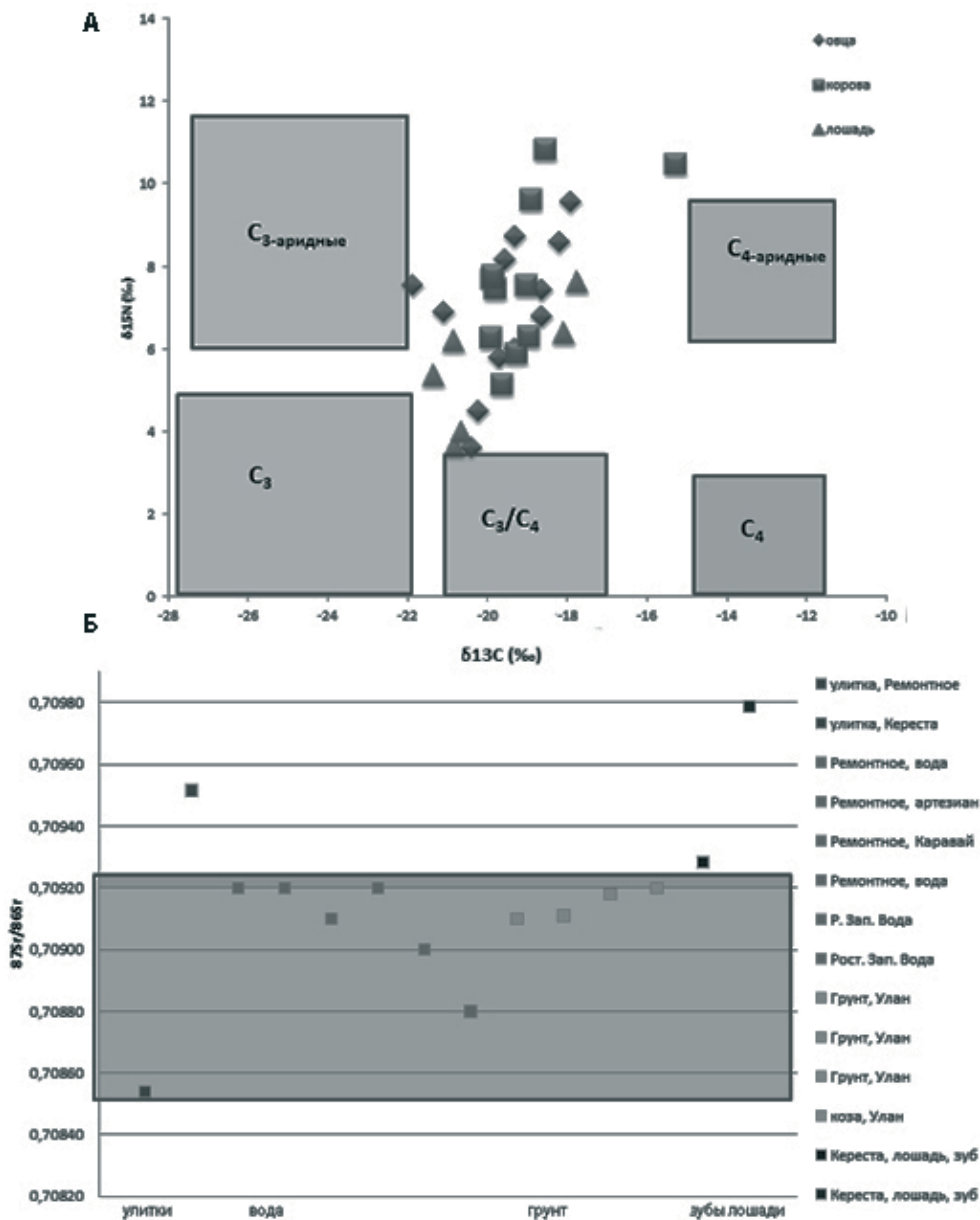 А
14
12
10
8
6
4
2
0
δ15N (‰)
овца
корова
лошадь
C3-аридные
C4-аридные
C3
C3/C4
C4
-28 -26 -24 -22 -20 -18 -16 -14 -12 -10
δ13C (‰)
Б
0,70980
0,70960
0,70940
0,70920
0,70900
0,70880
0,70860
0,70840
0,70820
87Sr/86Sr
улитки вода грунт зубы лошади
улитка, Ремонтное
улитка, Кереста
Ремонтное, вода
Ремонтное, артезиан
Ремонтное, Каравай
Ремонтное, вода
Р. Зап. Вода
Рост. Зап. Вода
Грунт, Улан
Грунт, Улан
Грунт, Улан
коза, Улан
Кереста, лошадь, зуб
Кереста, лошадь, зуб